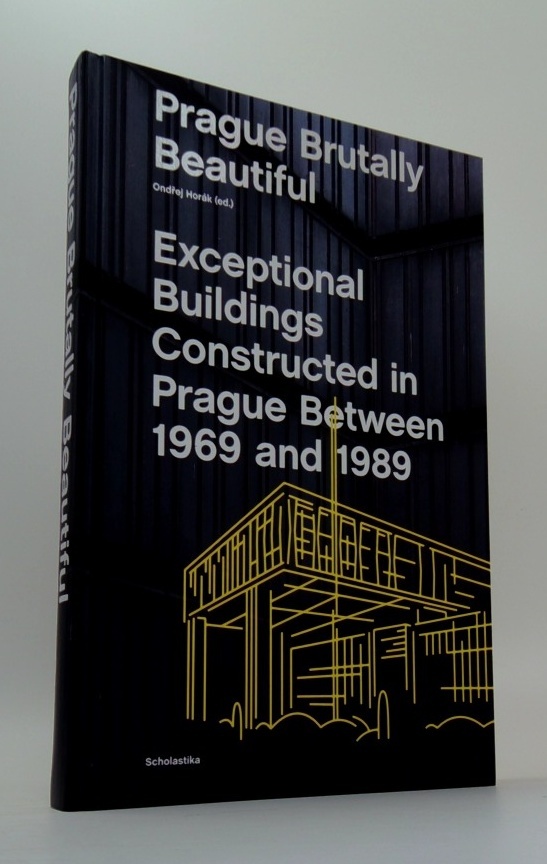 Prague Brutally Beautiful
Prague Brutally
Beautiful
Ondřej Horák (ed.)
Exceptional
Buildings
Constructed in
Prague Between
1969 and 1989
Scholastika